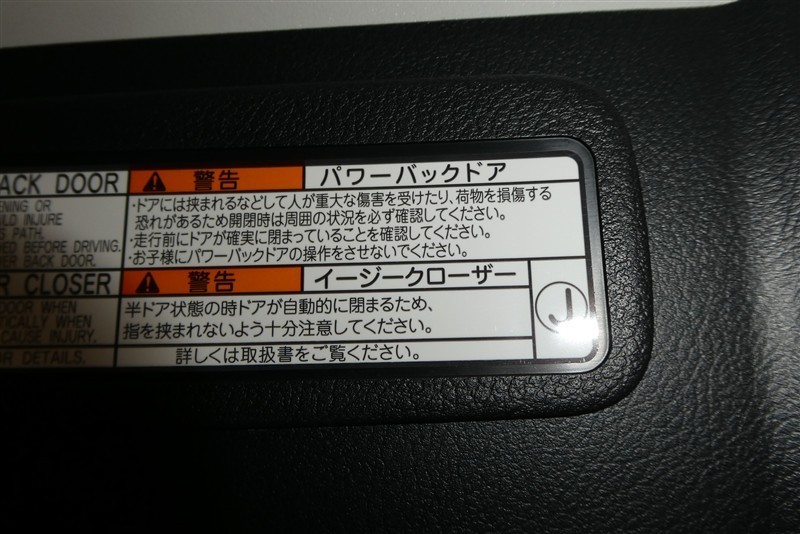 ACK DOOR 警告 パワーバックドア
ENING OR
LD INJURE
S PATH.
ED BEFORE DRIVING.
ER BACK DOOR.
・ドアには挟まれるなどして人が重大な傷害を受けたり、荷物を損傷する
恐れがあるため開閉時は周囲の状況を必ず確認してください。
・走行前にドアが確実に閉まっていることを確認してください。
・お子様にパワーバックドアの操作をさせないでください。
R CLOSER 警告 イージークローザー
DOOR WHEN
TICALLY WHEN
CAUSE INJURY.
半ドア状態の時ドアが自動的に閉まるため、
指を挟まれないよう十分注意してください。
J
OR DETAILS. 詳しくは取扱書をご覧ください。